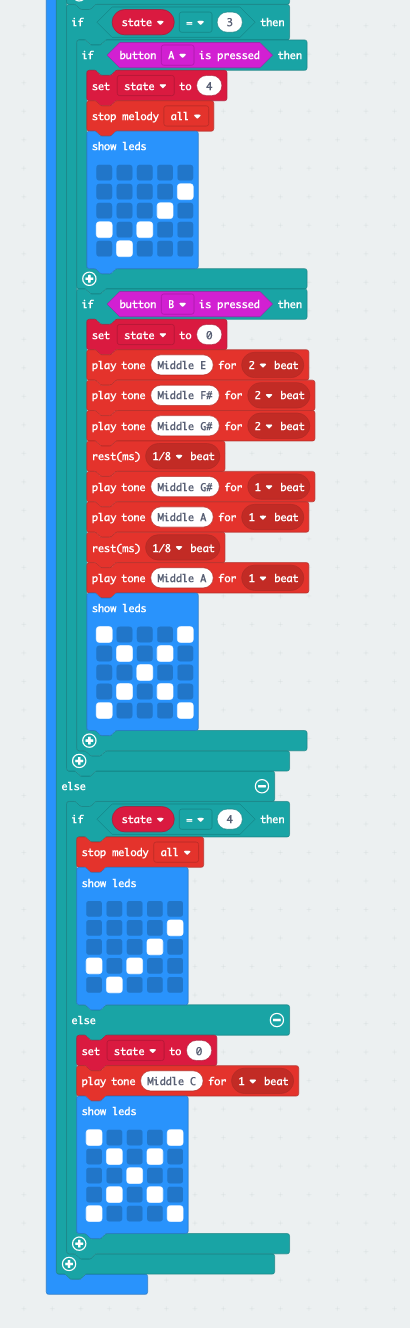 if state = 3 then
if button A is pressed then
set state to 4
stop melody all
show leds
if button B is pressed then
set state to 0
play tone Middle E for 2 beat
play tone Middle F# for 2 beat
play tone Middle G# for 2 beat
rest(ms) 1/8 beat
play tone Middle G# for 1 beat
play tone Middle A for 1 beat
rest(ms) 1/8 beat
play tone Middle A for 1 beat
show leds
else
if state = 4 then
stop melody all
show leds
else
set state to 0
play tone Middle C for 1 beat
show leds